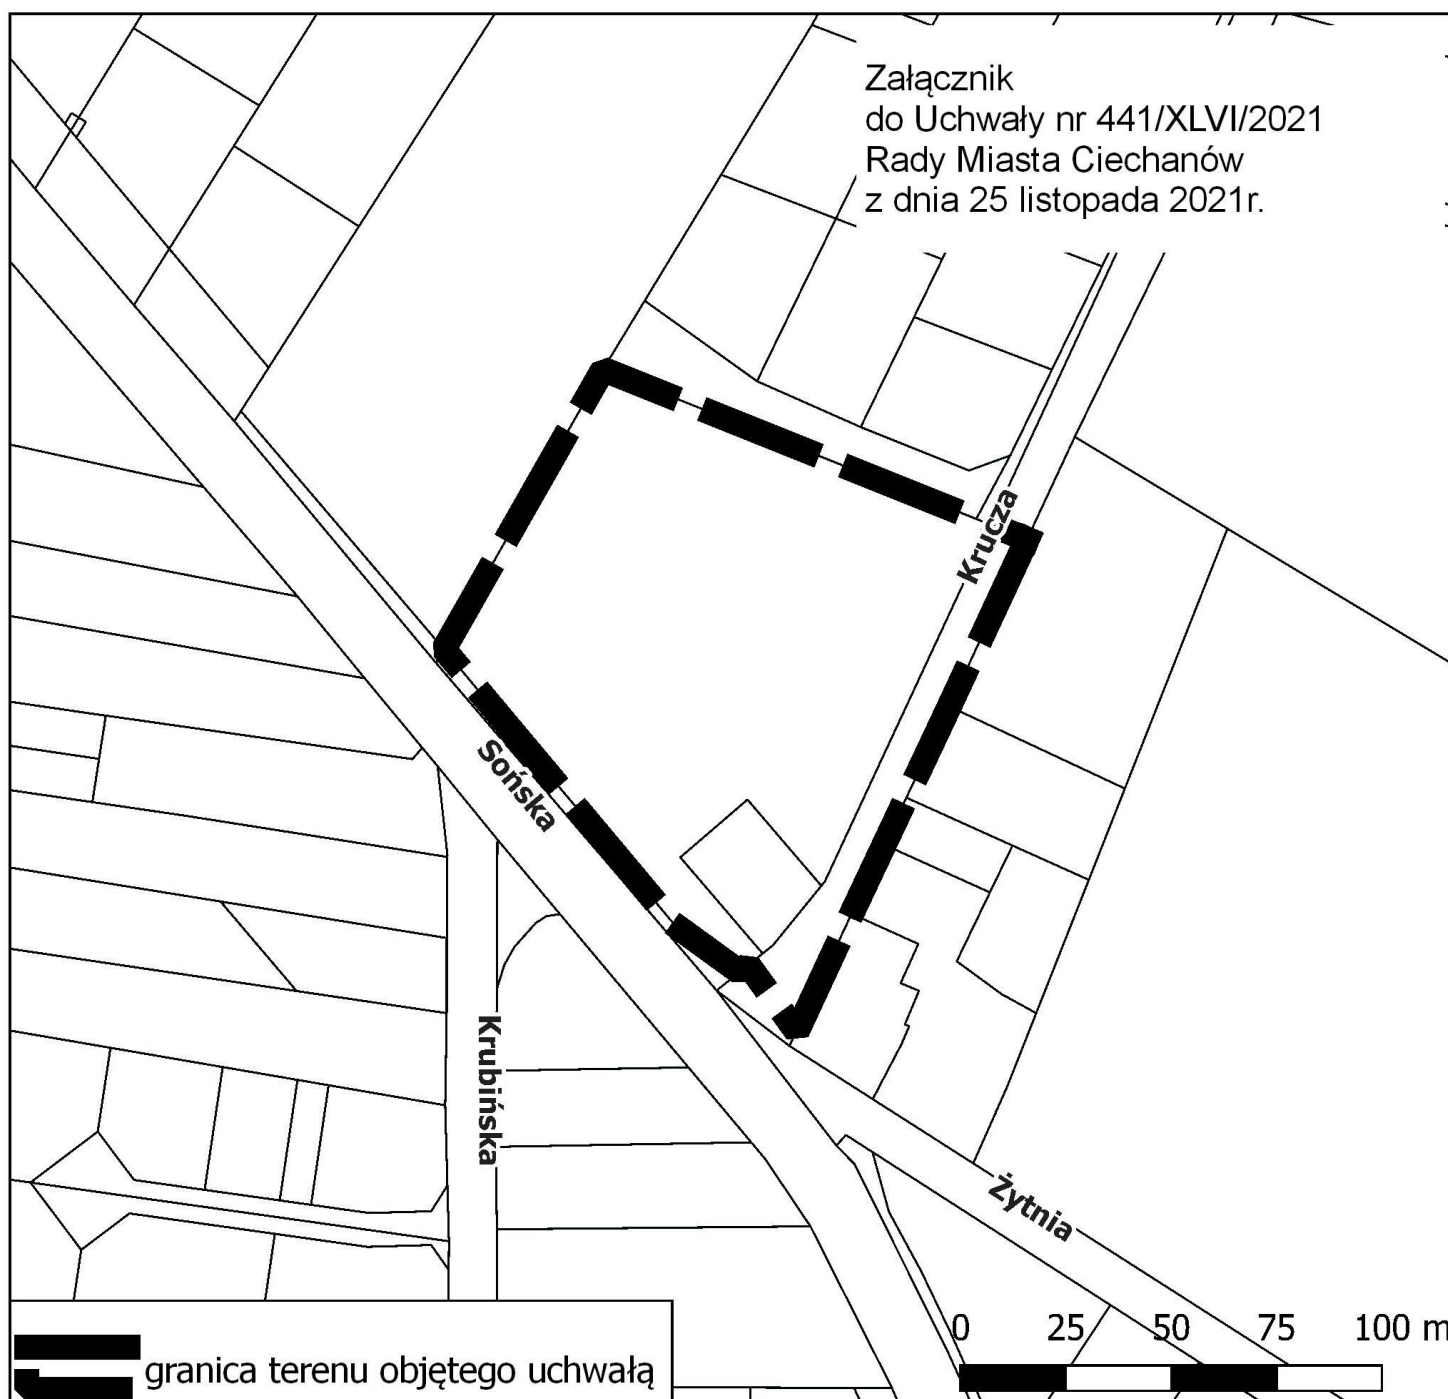 Załącznik
do Uchwały nr 441/XLVI/2021
Rady Miasta Ciechanów
z dnia 25 listopada 2021r.
Krucza
Sońska
Krubińska
Żytnia
0 25 50 75 100 m
granica terenu objętego uchwałą